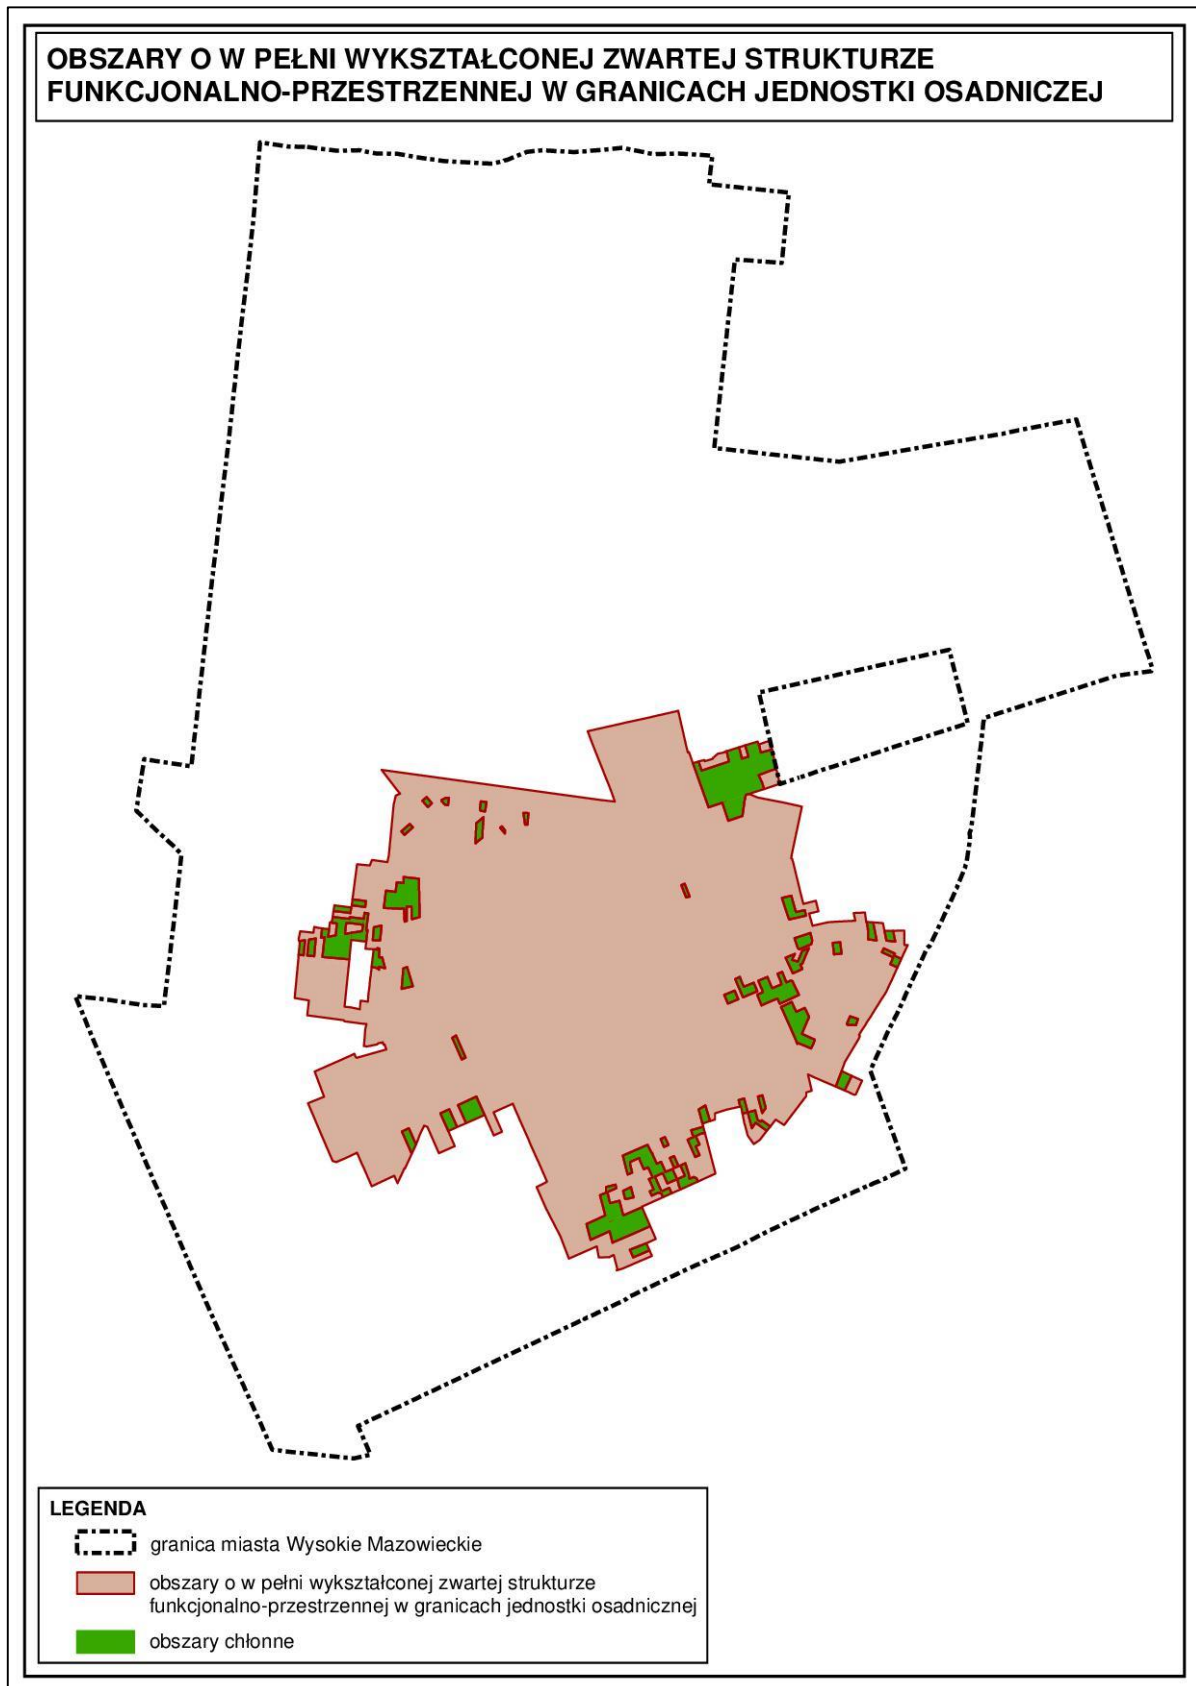 OBSZARY O W PEŁNI WYKSZTAŁCONEJ ZWARTEJ STRUKTURZE
FUNKCJONALNO-PRZESTRZENNEJ W GRANICACH JEDNOSTKI OSADNICZEJ
LEGENDA
granica miasta Wysokie Mazowieckie
obszary o w pełni wykształconej zwartej strukturze
funkcjonalno-przestrzennej w granicach jednostki osadnicznej
obszary chłonne